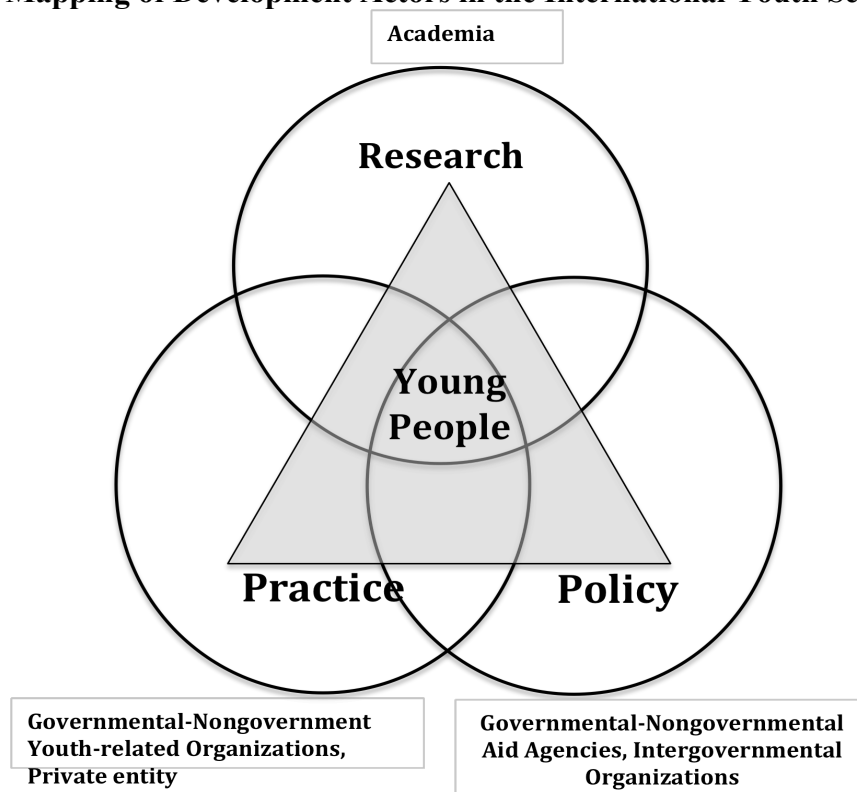 Mapping of Development Actors in the International Youth Se
Academia
Research
Young
People
Practice
Policy
Governmental-Nongovernment
Youth-related Organizations,
Private entity
Governmental-Nongovernmental
Aid Agencies, Intergovernmental
Organizations